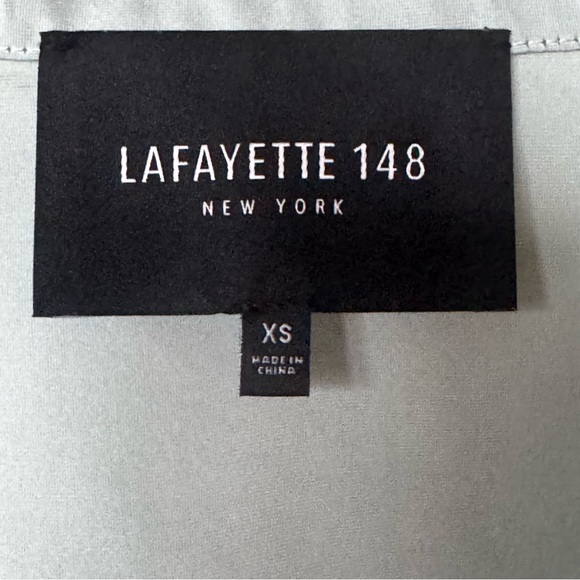 LAFAYETTE 148
NEW YORK
XS
MADE IN
CHINA